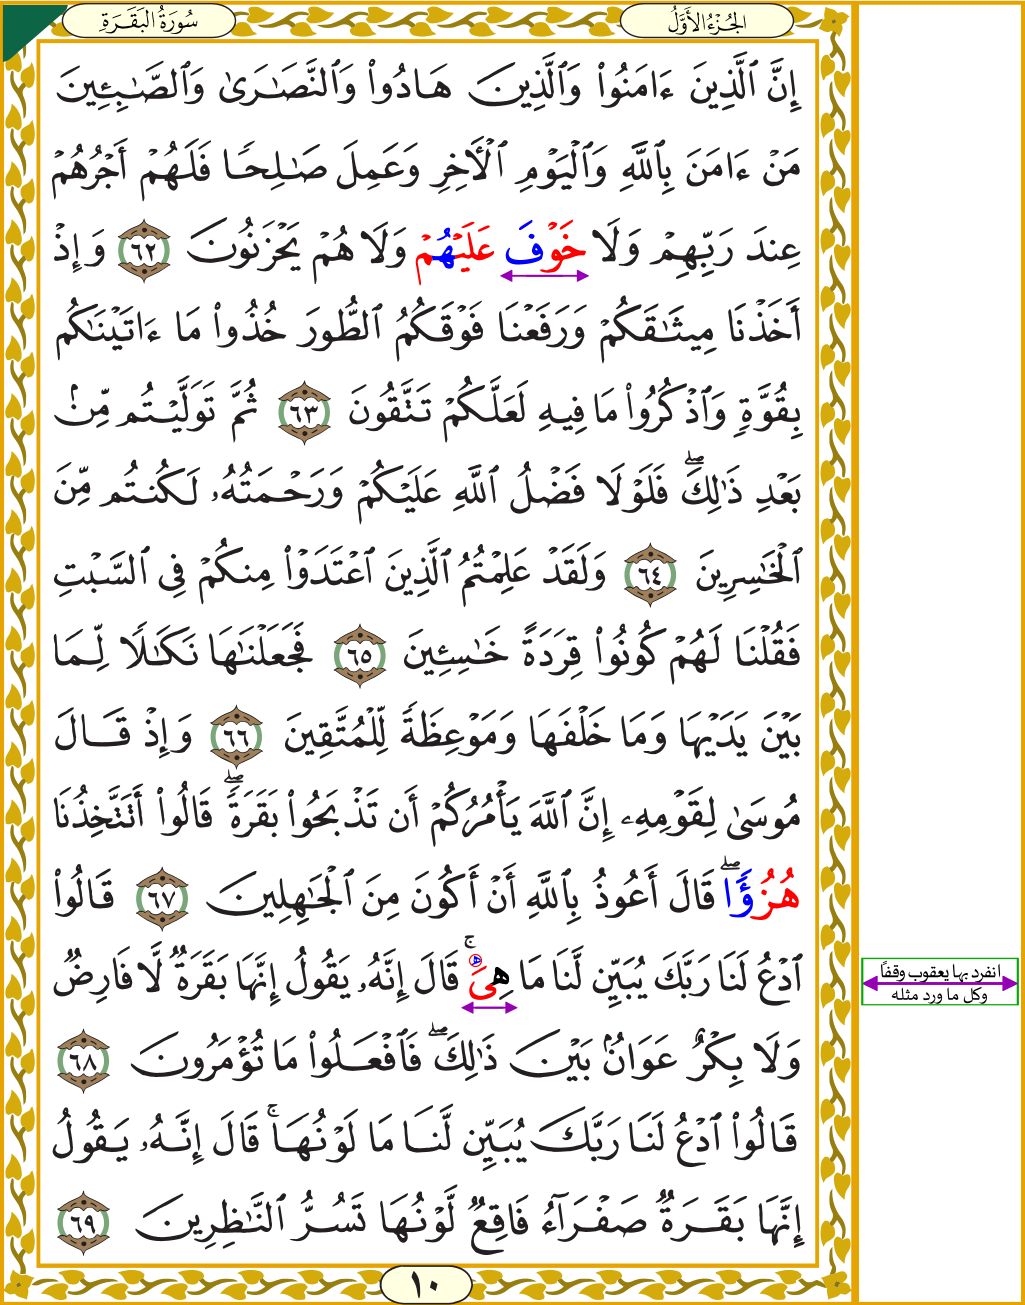 سُورَةُ البَقَرَةِ
الجُزْءُ الأَوَّلُ
إِنَّ ٱلَّذِينَ ءَامَنُواْ وَٱلَّذِينَ هَادُواْ وَٱلنَّصَـٰرَىٰ وَٱلصَّـٰبِـِٔينَ
مَنْ ءَامَنَ بِٱللَّهِ وَٱلْيَوْمِ ٱلْأٓخِرِ وَعَمِلَ صَـٰلِحًا فَلَهُمْ أَجْرُهُمْ
عِندَ رَبِّهِمْ وَلَا خَوْفَ عَلَيْهُمْ وَلَا هُمْ يَحْزَنُونَ ٦٢ وَإِذْ
أَخَذْنَا مِيثَـٰقَكُمْ وَرَفَعْنَا فَوْقَكُمُ ٱلطُّورَ خُذُواْ مَا ءَاتَيْنَـٰكُم
بِقُوَّةٍ وَٱذْكُرُواْ مَا فِيهِ لَعَلَّكُمْ تَتَّقُونَ ٦٣ ثُمَّ تَوَلَّيْتُم مِّنۢ
بَعْدِ ذَٰلِكَ ۖ فَلَوْلَا فَضْلُ ٱللَّهِ عَلَيْكُمْ وَرَحْمَتُهُۥ لَكُنتُم مِّنَ
ٱلْخَـٰسِرِينَ ٦٤ وَلَقَدْ عَلِمْتُمُ ٱلَّذِينَ ٱعْتَدَوْاْ مِنكُمْ فِى ٱلسَّبْتِ
فَقُلْنَا لَهُمْ كُونُواْ قِرَدَةً خَـٰسِـِٔينَ ٦٥ فَجَعَلْنَـٰهَا نَكَـٰلًا لِّمَا
بَيْنَ يَدَيْهَا وَمَا خَلْفَهَا وَمَوْعِظَةً لِّلْمُتَّقِينَ ٦٦ وَإِذْ قَـالَ
مُوسَىٰ لِقَوْمِهِۦ إِنَّ ٱللَّهَ يَأْمُرُكُمْ أَن تَذْبَحُواْ بَقَرَةً ۖ قَالُواْ أَتَتَّخِذُنَا
هُزُؤًا ۖ قَالَ أَعُوذُ بِٱللَّهِ أَنْ أَكُونَ مِنَ ٱلْجَـٰهِلِينَ ٦٧ قَالُواْ
ٱدْعُ لَنَا رَبَّكَ يُبَيِّن لَّنَا مَا هِىَ ۚ قَالَ إِنَّهُۥ يَقُولُ إِنَّهَا بَقَرَةٌ لَّا فَارِضٌ
وَلَا بِكْرٌ عَوَانٌۢ بَيْنَ ذَٰلِكَ ۖ فَٱفْعَلُواْ مَا تُؤْمَرُونَ ٦٨
قَالُواْ ٱدْعُ لَنَا رَبَّكَ يُبَيِّن لَّنَا مَا لَوْنُهَا ۚ قَالَ إِنَّهُۥ يَقُولُ
إِنَّهَا بَقَرَةٌ صَفْرَآءُ فَاقِعٌ لَّوْنُهَا تَسُرُّ ٱلنَّـٰظِرِينَ ٦٩
انفرد بها يعقوب وقفاً
وكل ما ورد مثله
١٠